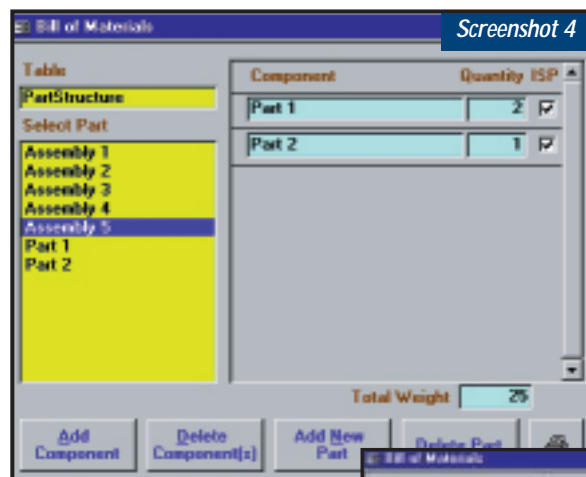 Bill of Materials
Screenshot 4
Table
PartStructure
Select Part
Assembly 1
Assembly 2
Assembly 3
Assembly 4
Assembly 5
Part 1
Part 2
Component Quantity ISP
Part 1 2
Part 2 1
Total Weight 25
Add Component
Delete Component(s)
Add New Part
Delete Part
Bill of Materials